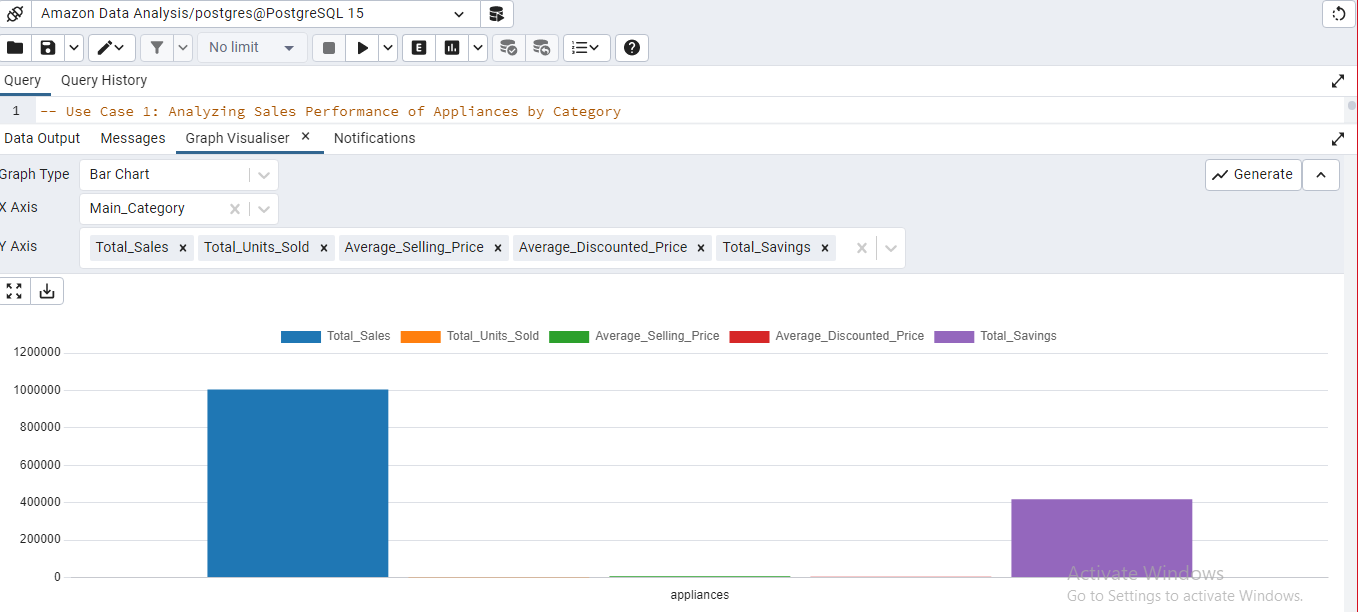 Amazon Data Analysis/postgres@PostgreSQL 15
No limit E
Query Query History
1 -- Use Case 1: Analyzing Sales Performance of Appliances by Category
Data Output Messages Graph Visualiser × Notifications
Graph Type Bar Chart Generate
X Axis Main_Category ×
Y Axis Total_Sales × Total_Units_Sold × Average_Selling_Price × Average_Discounted_Price × Total_Savings × ×
Total_Sales Total_Units_Sold Average_Selling_Price Average_Discounted_Price Total_Savings
1200000
1000000
800000
600000
400000
200000
0
appliances
Activate Windows
Go to Settings to activate Windows.